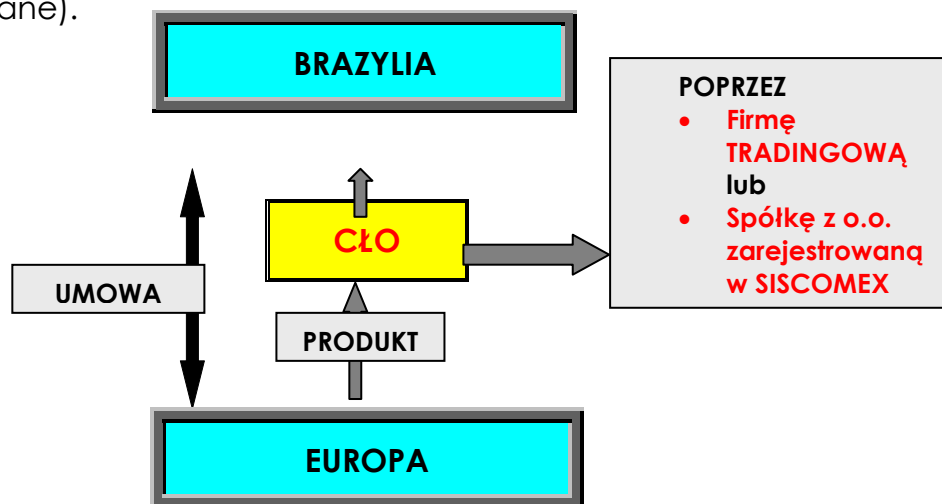 ane).
BRAZYLIA
POPRZEZ
• Firmę
TRADINGOWĄ
lub
• Spółkę z o.o.
zarejestrowaną
w SISCOMEX
CŁO
UMOWA
PRODUKT
EUROPA